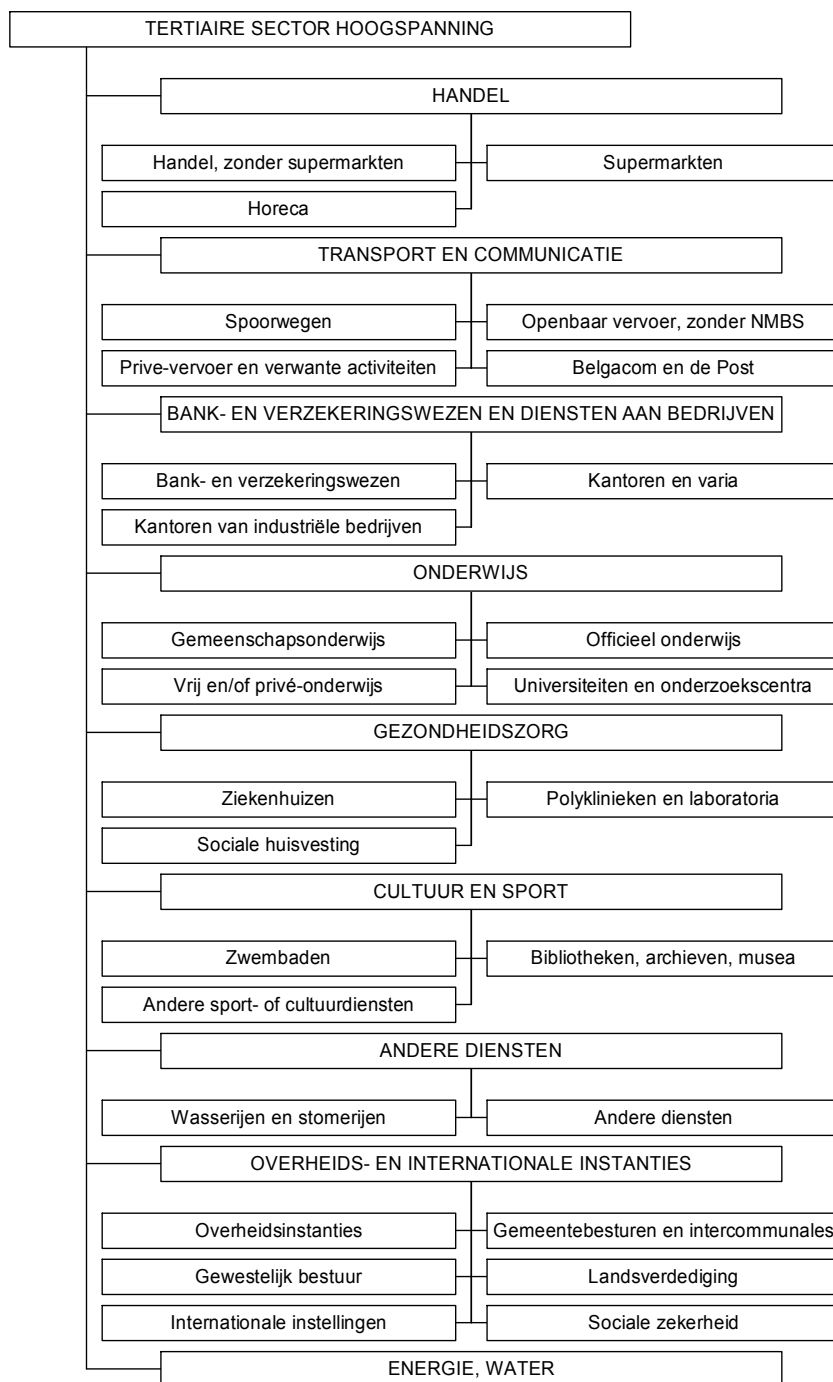 TERTIAIRE SECTOR HOOGSPANNING
HANDEL
Handel, zonder supermarkten
Supermarkten
Horeca
TRANSPORT EN COMMUNICATIE
Spoorwegen
Openbaar vervoer, zonder NMBS
Prive-vervoer en verwante activiteiten
Belgacom en de Post
BANK- EN VERZEKERINGSWEZEN EN DIENSTEN AAN BEDRIJVEN
Bank- en verzekeringswezen
Kantoren en varia
Kantoren van industriële bedrijven
ONDERWIJS
Gemeenschapsonderwijs
Officieel onderwijs
Vrij en/of privé-onderwijs
Universiteiten en onderzoekscentra
GEZONDHEIDSZORG
Ziekenhuizen
Polyklinieken en laboratoria
Sociale huisvesting
CULTUUR EN SPORT
Zwembaden
Bibliotheken, archieven, musea
Andere sport- of cultuurdiensten
ANDERE DIENSTEN
Wasserijen en stomerijen
Andere diensten
OVERHEIDS- EN INTERNATIONALE INSTANTIES
Overheidsinstanties
Gemeentebesturen en intercommunales
Gewestelijk bestuur
Landsverdediging
Internationale instellingen
Sociale zekerheid
ENERGIE, WATER